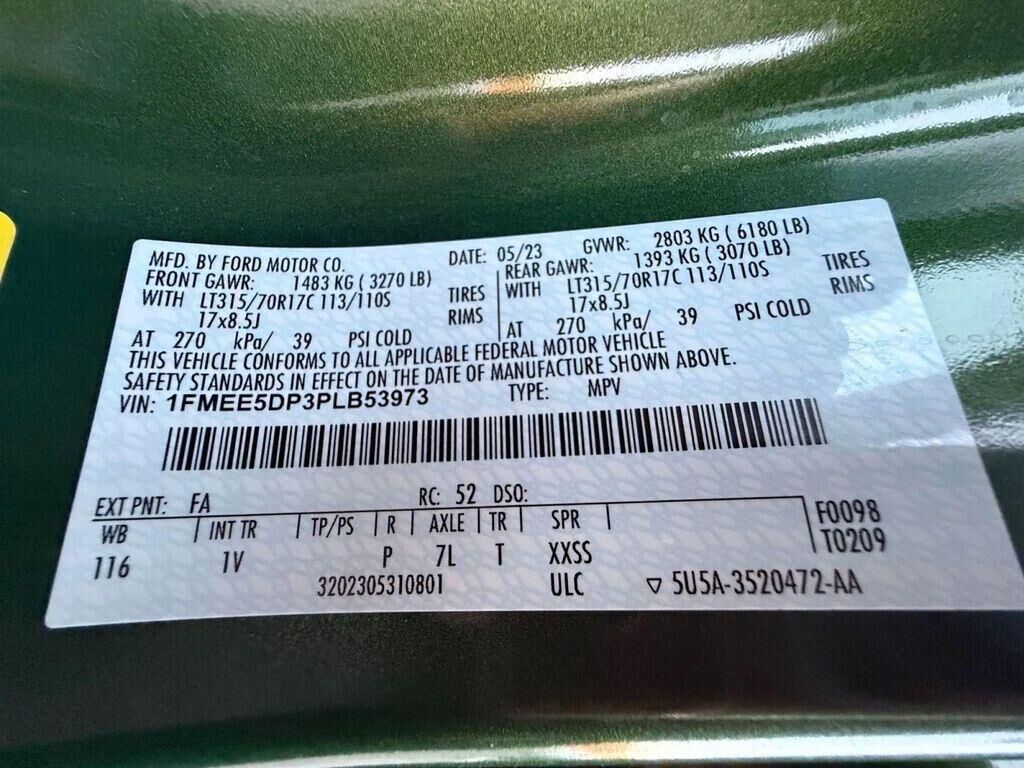 MFD. BY FORD MOTOR CO. DATE: 05/23 GVWR: 2803 KG ( 6180 LB)
FRONT GAWR: 1483 KG ( 3270 LB) REAR GAWR: 1393 KG ( 3070 LB)
WITH LT315/70R17C 113/110S TIRES WITH LT315/70R17C 113/110S TIRES
17x8.5J RIMS 17x8.5J RIMS
AT 270 kPa/ 39 PSI COLD AT 270 kPa/ 39 PSI COLD
THIS VEHICLE CONFORMS TO ALL APPLICABLE FEDERAL MOTOR VEHICLE
SAFETY STANDARDS IN EFFECT ON THE DATE OF MANUFACTURE SHOWN ABOVE.
VIN: 1FMEE5DP3PLB53973 TYPE: MPV
EXT PNT: FA RC: 52 DSO:
WB INT TR TP/PS R AXLE TR SPR F0098
116 1V P 7L T XXSS T0209
3202305310801 ULC ▽ 5U5A-3520472-AA